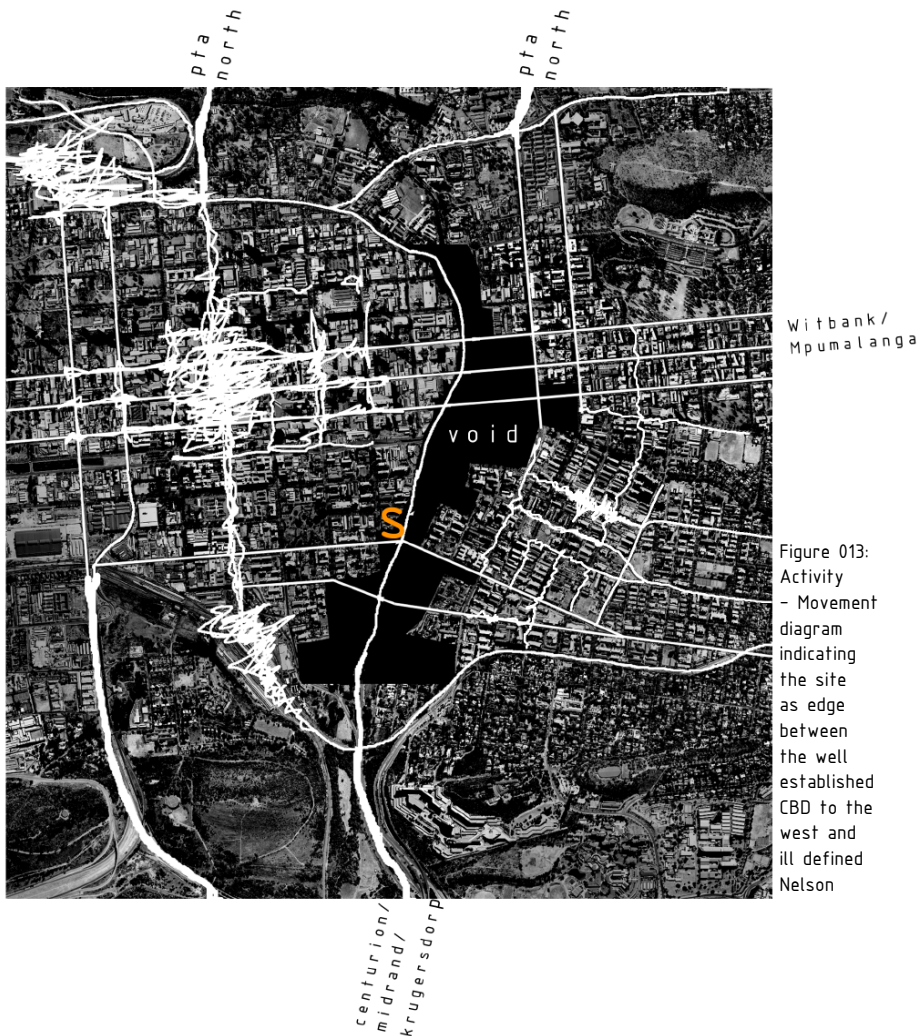 pta
north
pta
north
Witbank/
Mpumalanga
void
S
Figure 013:
Activity
- Movement
diagram
indicating
the site
as edge
between
the well
established
CBD to the
west and
ill defined
Nelson
centurion/
midrand/
krugersdorp